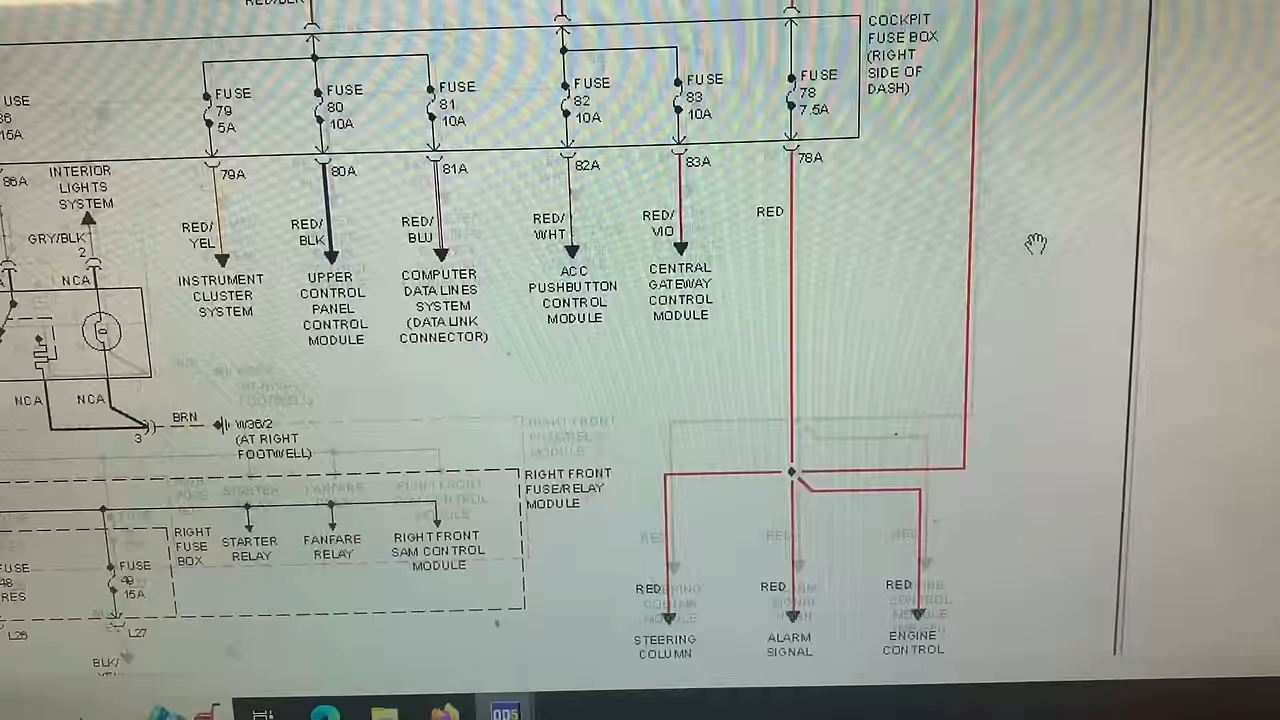 RED/BLK
COCKPIT
FUSE BOX
(RIGHT
SIDE OF
DASH)
FUSE
79
5A
FUSE
80
10A
FUSE
81
10A
FUSE
82
10A
FUSE
83
10A
FUSE
78
7.5A
USE
86
15A
86A
79A
80A
81A
82A
83A
78A
INTERIOR
LIGHTS
SYSTEM
GRY/BLK
2
NCA
RED/
YEL
RED/
BLK
RED/
BLU
RED/
WHT
RED/
VIO
RED
INSTRUMENT
CLUSTER
SYSTEM
UPPER
CONTROL
PANEL
CONTROL
MODULE
COMPUTER
DATA LINES
SYSTEM
(DATA LINK
CONNECTOR)
ACC
PUSHBUTTON
CONTROL
MODULE
CENTRAL
GATEWAY
CONTROL
MODULE
NCA
NCA
3
BRN
W36/2
(AT RIGHT
FOOTWELL)
RIGHT FRONT
FUSE/RELAY
MODULE
RIGHT
FUSE
BOX
STARTER
RELAY
FANFARE
RELAY
RIGHT FRONT
SAM CONTROL
MODULE
FUSE
48
RES
FUSE
49
15A
L26
L27
BLK/
RED
RED
RED
STEERING
COLUMN
ALARM
SIGNAL
ENGINE
CONTROL